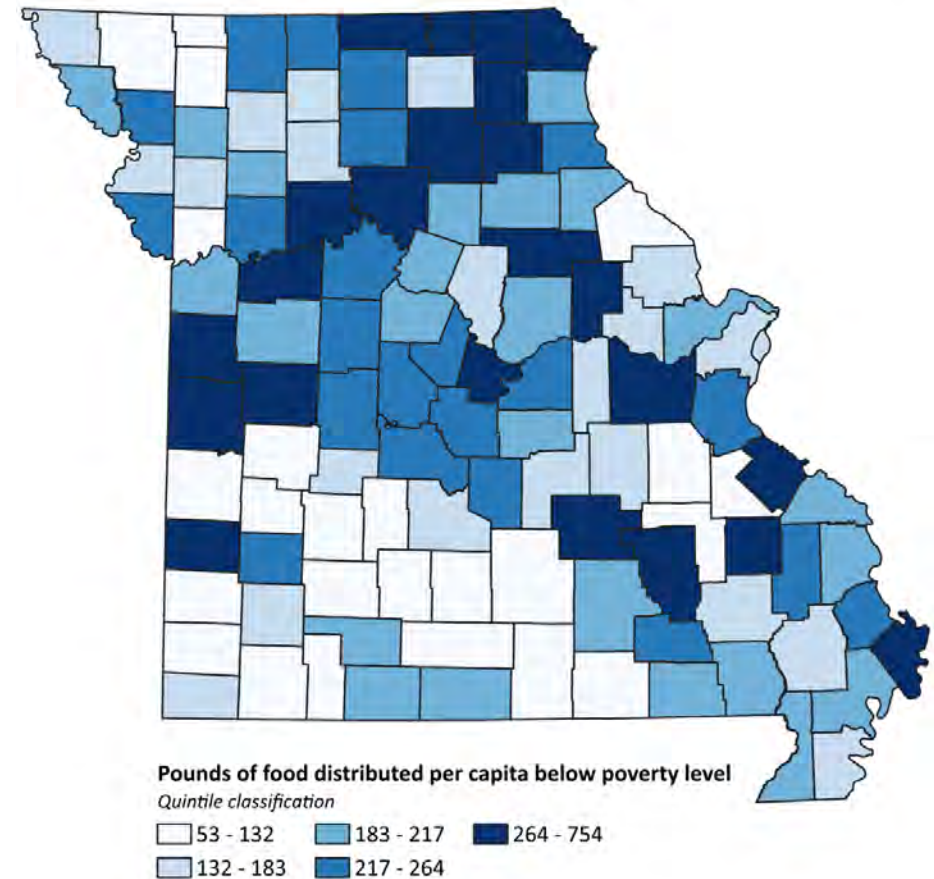 Pounds of food distributed per capita below poverty level
Quintile classification
53 - 132 183 - 217 264 - 754
132 - 183 217 - 264